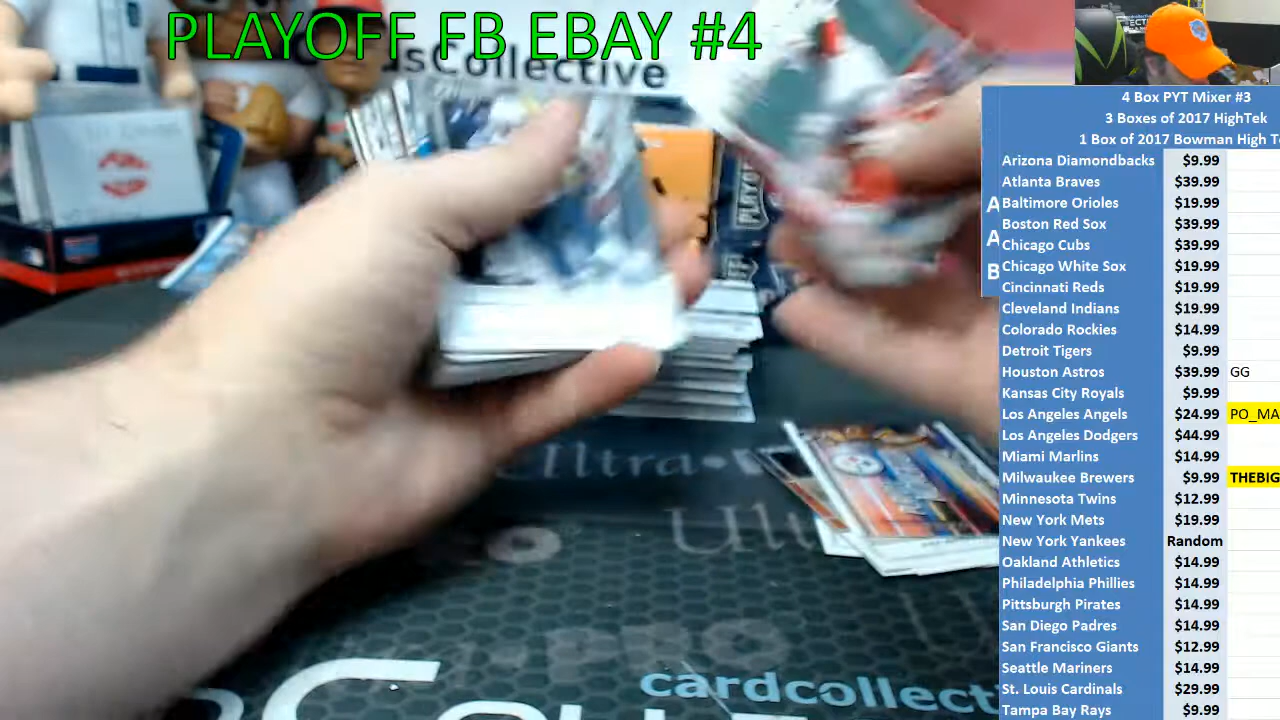 PLAYOFF FB EBAY #4
sCollective
4 Box PYT Mixer #3
3 Boxes of 2017 HighTek
1 Box of 2017 Bowman High T
Arizona Diamondbacks $9.99
Atlanta Braves $39.99
A Baltimore Orioles $19.99
Boston Red Sox $39.99
A Chicago Cubs $39.99
B Chicago White Sox $19.99
Cincinnati Reds $19.99
Cleveland Indians $19.99
Colorado Rockies $14.99
Detroit Tigers $9.99
Houston Astros $39.99 GG
Kansas City Royals $9.99
Los Angeles Angels $24.99 PO_MA
Los Angeles Dodgers $44.99
Miami Marlins $14.99
Milwaukee Brewers $9.99 THEBIG
Minnesota Twins $12.99
New York Mets $19.99
New York Yankees Random
Oakland Athletics $14.99
Philadelphia Phillies $14.99
Pittsburgh Pirates $14.99
San Diego Padres $14.99
San Francisco Giants $12.99
Seattle Mariners $14.99
St. Louis Cardinals $29.99
Tampa Bay Rays $9.99
PLAYOFF
Ultra
Ult
PRO
cardcollect